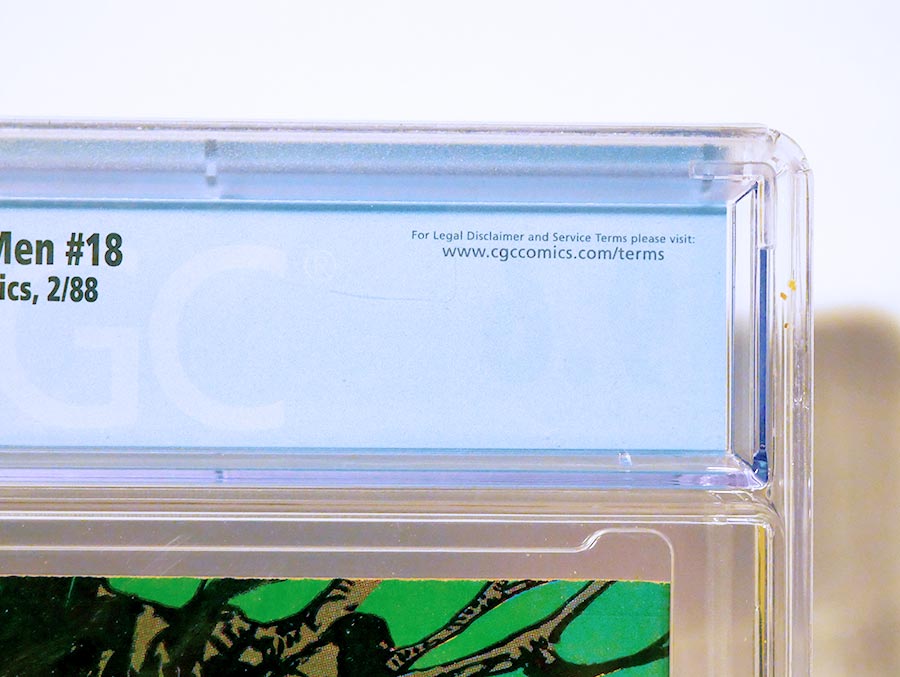 Men #18
ics, 2/88
For Legal Disclaimer and Service Terms please visit:
www.cgccomics.com/terms
GC®